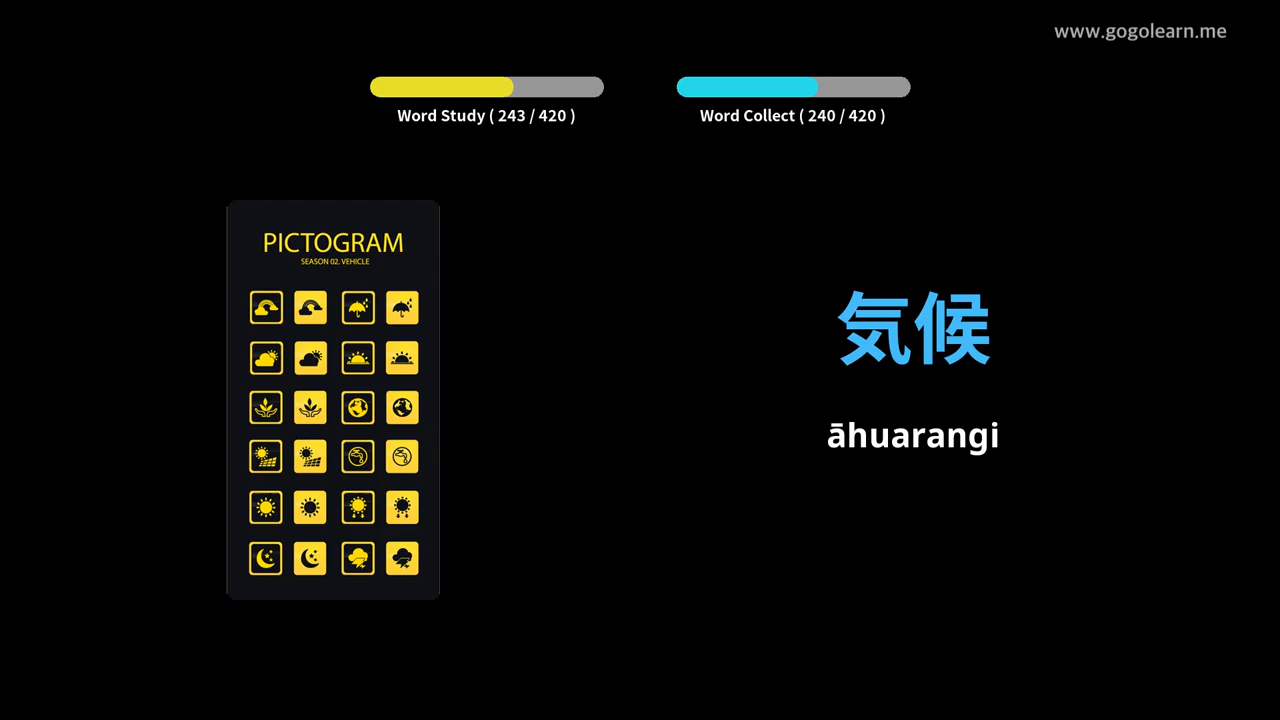 www.gogolearn.me
Word Study ( 243 / 420 )
Word Collect ( 240 / 420 )
PICTOGRAM
SEASON 02. VEHICLE
気候
āhuarangi